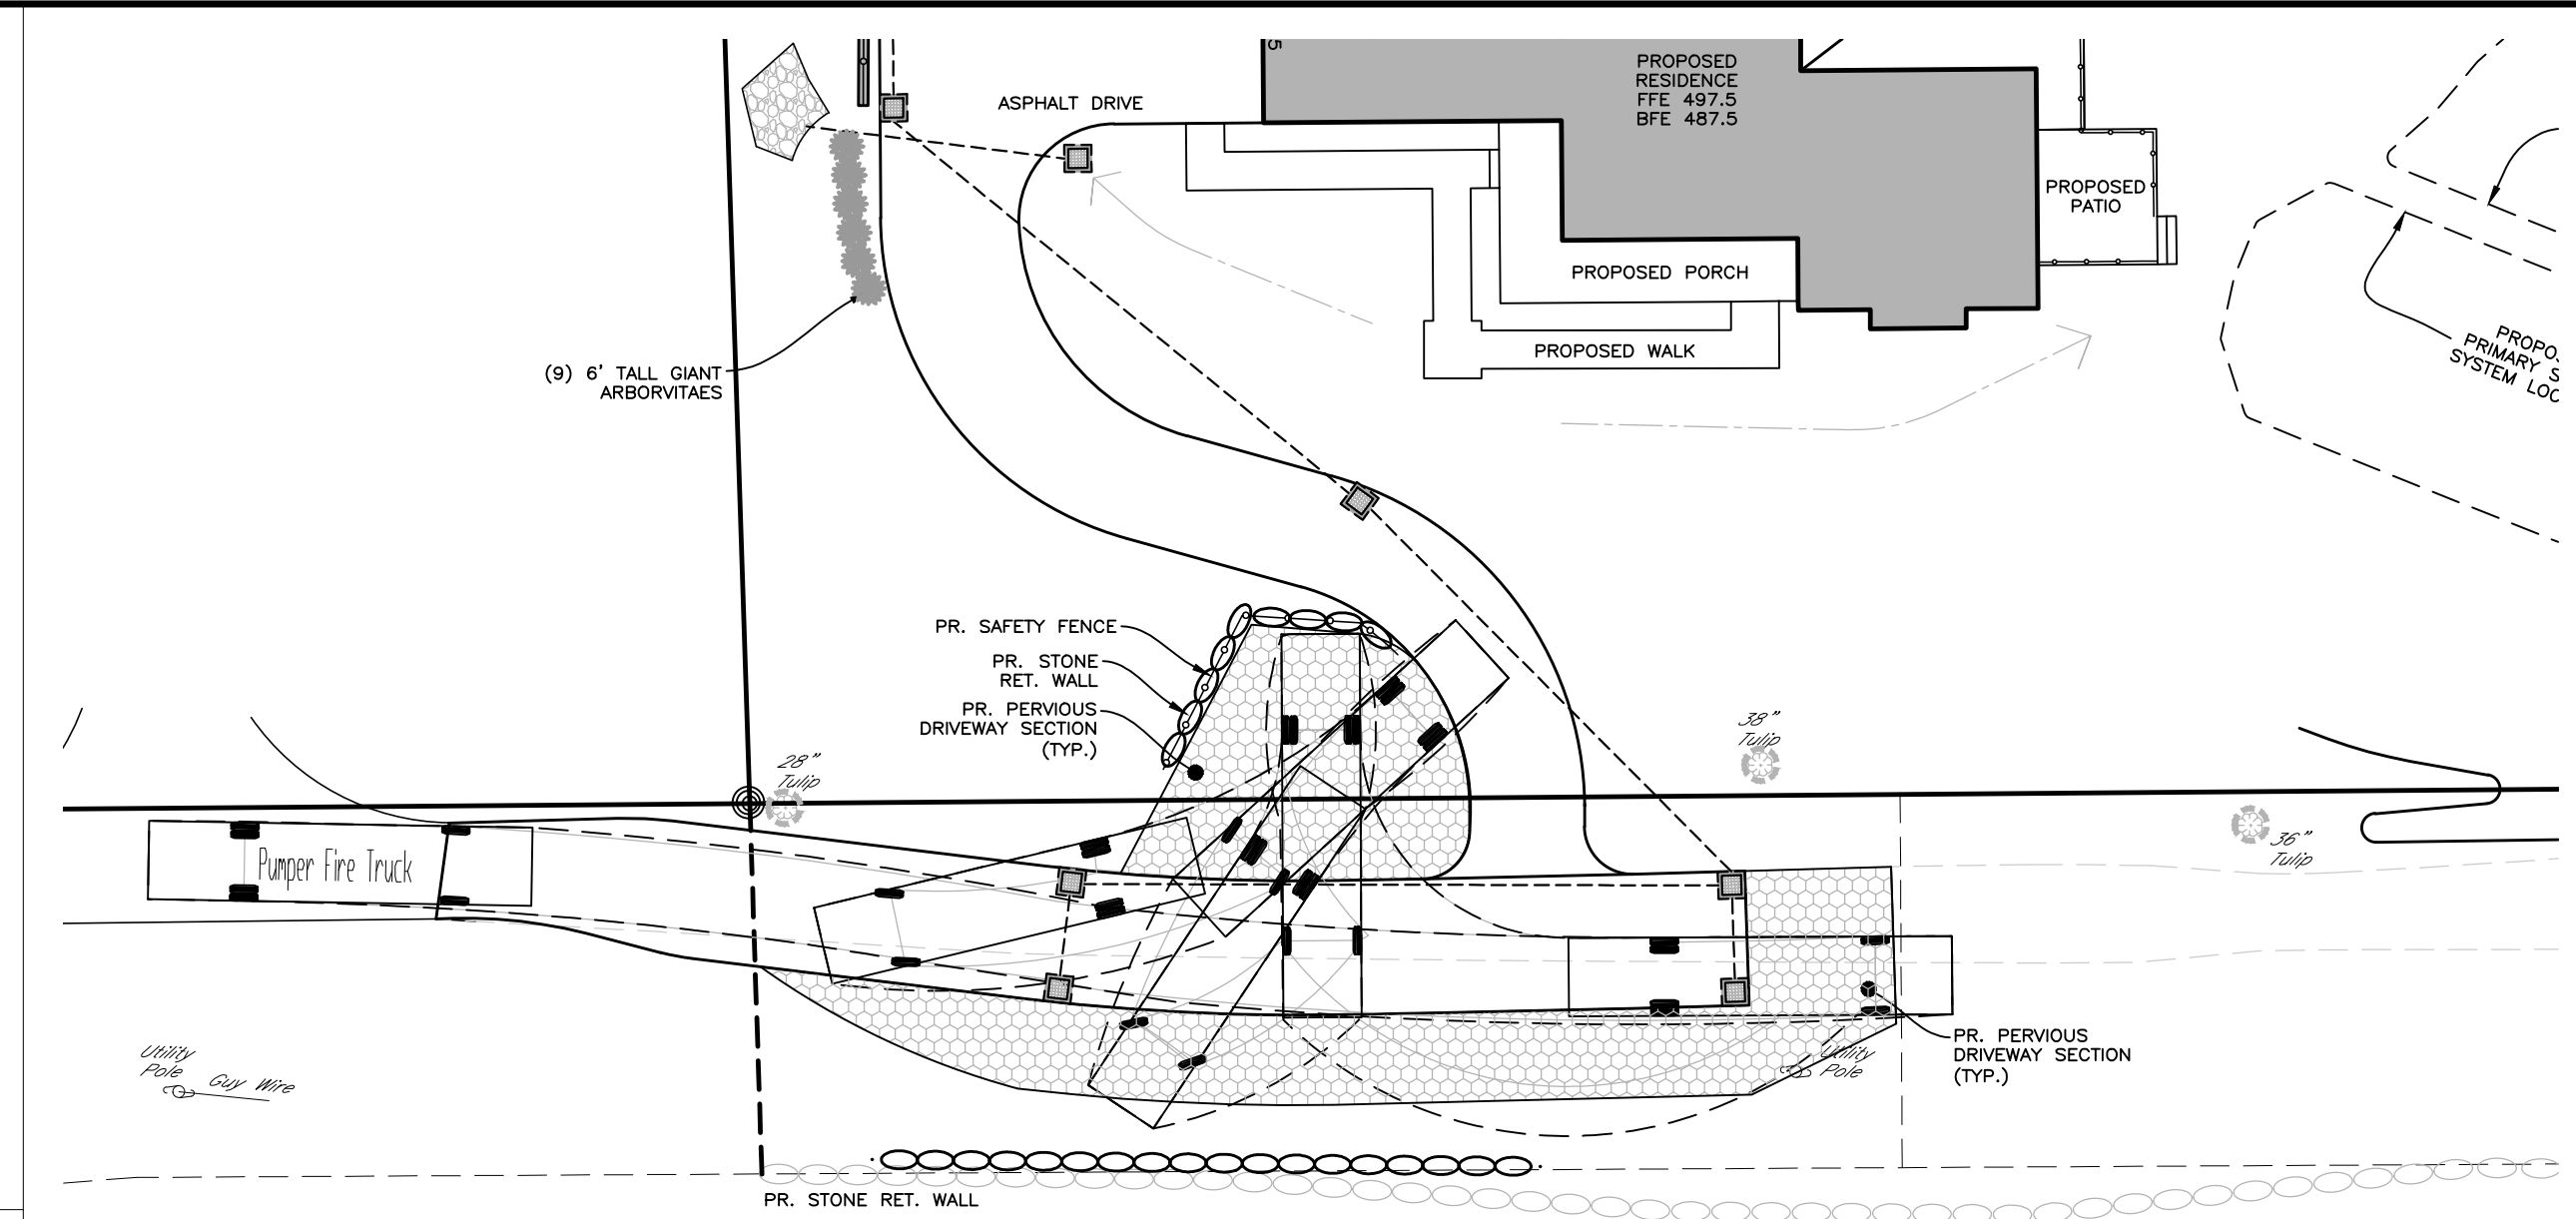 5
PROPOSED
RESIDENCE
FFE 497.5
BFE 487.5
ASPHALT DRIVE
PROPOSED
PATIO
PROPOSED PORCH
PROPOSED WALK
PRIMARY
(9) 6' TALL GIANT
ARBORVITAES
PR. SAFETY FENCE
PR. STONE
RET. WALL
PR. PERVIOUS
DRIVEWAY SECTION
(TYP.)
28"
Tulip
38"
Tulip
36"
Tulip
Pumper Fire Truck
Utility
Pole
Guy Wire
Utility
Pole
PR. PERVIOUS
DRIVEWAY SECTION
(TYP.)
PR. STONE RET. WALL